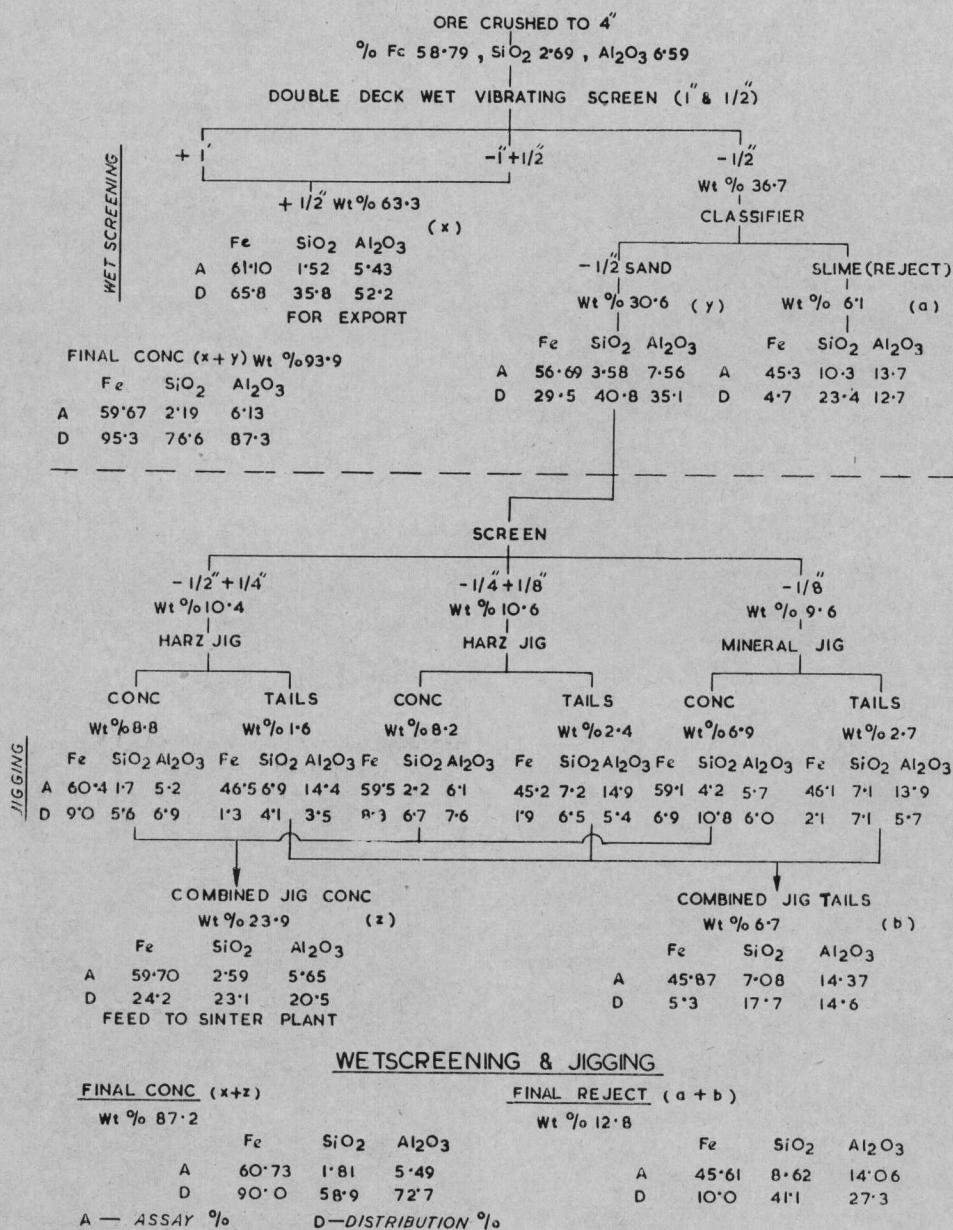 ORE CRUSHED TO 4"
% Fe 58·79 , SiO₂ 2·69 , Al₂O₃ 6·59
DOUBLE DECK WET VIBRATING SCREEN (1" & 1/2")
WET SCREENING
+ 1" -1"+1/2" -1/2"
Wt % 36·7
+ 1/2" Wt % 63·3
(x)
CLASSIFIER
Fe SiO₂ Al₂O₃
A 61·10 1·52 5·43
D 65·8 35·8 52·2
FOR EXPORT
-1/2" SAND SLIME (REJECT)
Wt % 30·6 (y) Wt % 6·1 (a)
Fe SiO₂ Al₂O₃ Fe SiO₂ Al₂O₃
A 56·69 3·58 7·56 A 45·3 10·3 13·7
D 29·5 40·8 35·1 D 4·7 23·4 12·7
FINAL CONC (x+y) Wt % 93·9
Fe SiO₂ Al₂O₃
A 59·67 2·19 6·13
D 95·3 76·6 87·3
SCREEN
-1/2"+1/4" -1/4"+1/8" -1/8"
Wt % 10·4 Wt % 10·6 Wt % 9·6
HARZ JIG HARZ JIG MINERAL JIG
CONC TAILS CONC TAILS CONC TAILS
Wt % 8·8 Wt % 1·6 Wt % 8·2 Wt % 2·4 Wt % 6·9 Wt % 2·7
JIGGING
Fe SiO₂ Al₂O₃ Fe SiO₂ Al₂O₃ Fe SiO₂ Al₂O₃ Fe SiO₂ Al₂O₃ Fe SiO₂ Al₂O₃ Fe SiO₂ Al₂O₃
A 60·4 1·7 5·2 46·5 6·9 14·4 59·5 2·2 6·1 45·2 7·2 14·9 59·1 4·2 5·7 46·1 7·1 13·9
D 9·0 5·6 6·9 1·3 4·1 3·5 8·3 6·7 7·6 1·9 6·5 5·4 6·9 10·8 6·0 2·1 7·1 5·7
COMBINED JIG CONC COMBINED JIG TAILS
Wt % 23·9 (z) Wt % 6·7 (b)
Fe SiO₂ Al₂O₃ Fe SiO₂ Al₂O₃
A 59·70 2·59 5·65 A 45·87 7·08 14·37
D 24·2 23·1 20·5 D 5·3 17·7 14·6
FEED TO SINTER PLANT
WETSCREENING & JIGGING
FINAL CONC (x+z) FINAL REJECT (a + b)
Wt % 87·2 Wt % 12·8
Fe SiO₂ Al₂O₃ Fe SiO₂ Al₂O₃
A 60·73 1·81 5·49 A 45·61 8·62 14·06
D 90·0 58·9 72·7 D 10·0 41·1 27·3
A — ASSAY % D—DISTRIBUTION %